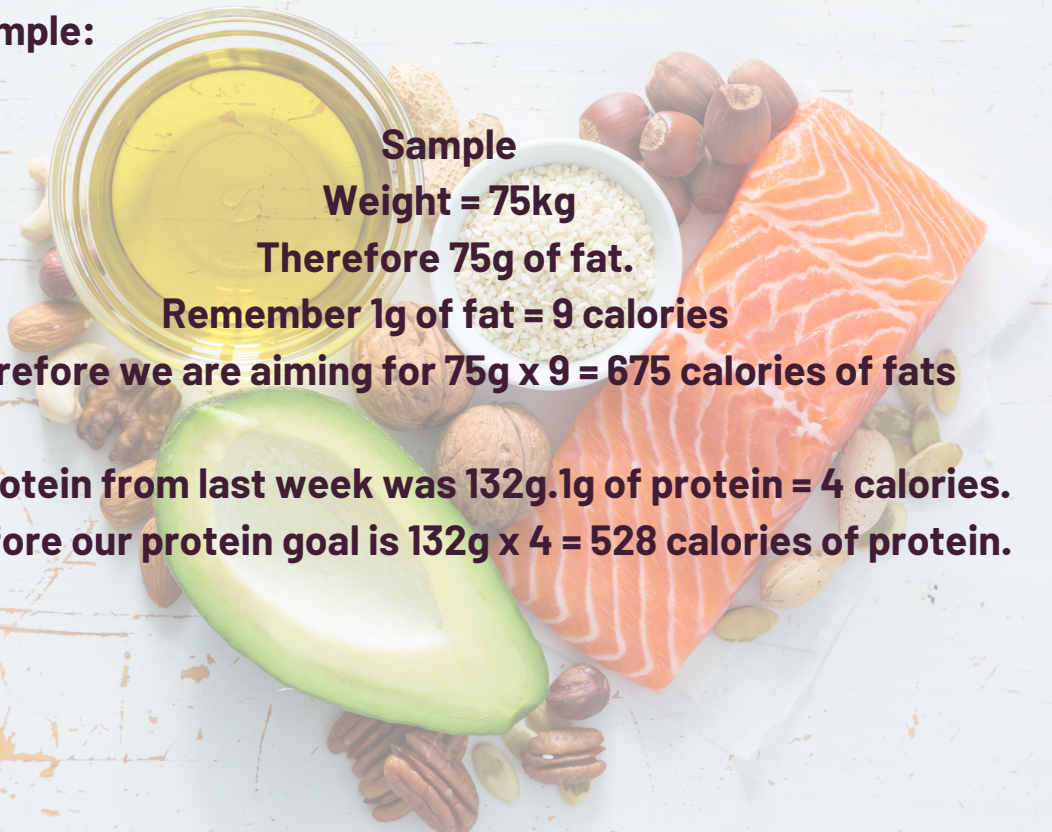 mple:
Sample
Weight = 75kg
Therefore 75g of fat.
Remember 1g of fat = 9 calories
refore we are aiming for 75g x 9 = 675 calories of fats
otein from last week was 132g.1g of protein = 4 calories.
ore our protein goal is 132g x 4 = 528 calories of protein.